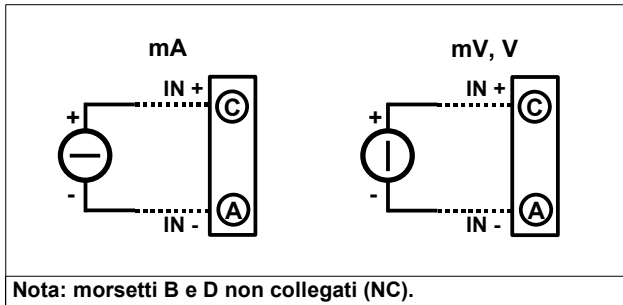 mA
IN +
C
+
-
A
IN -
mV, V
IN +
C
+
-
A
IN -
Nota: morsetti B e D non collegati (NC).